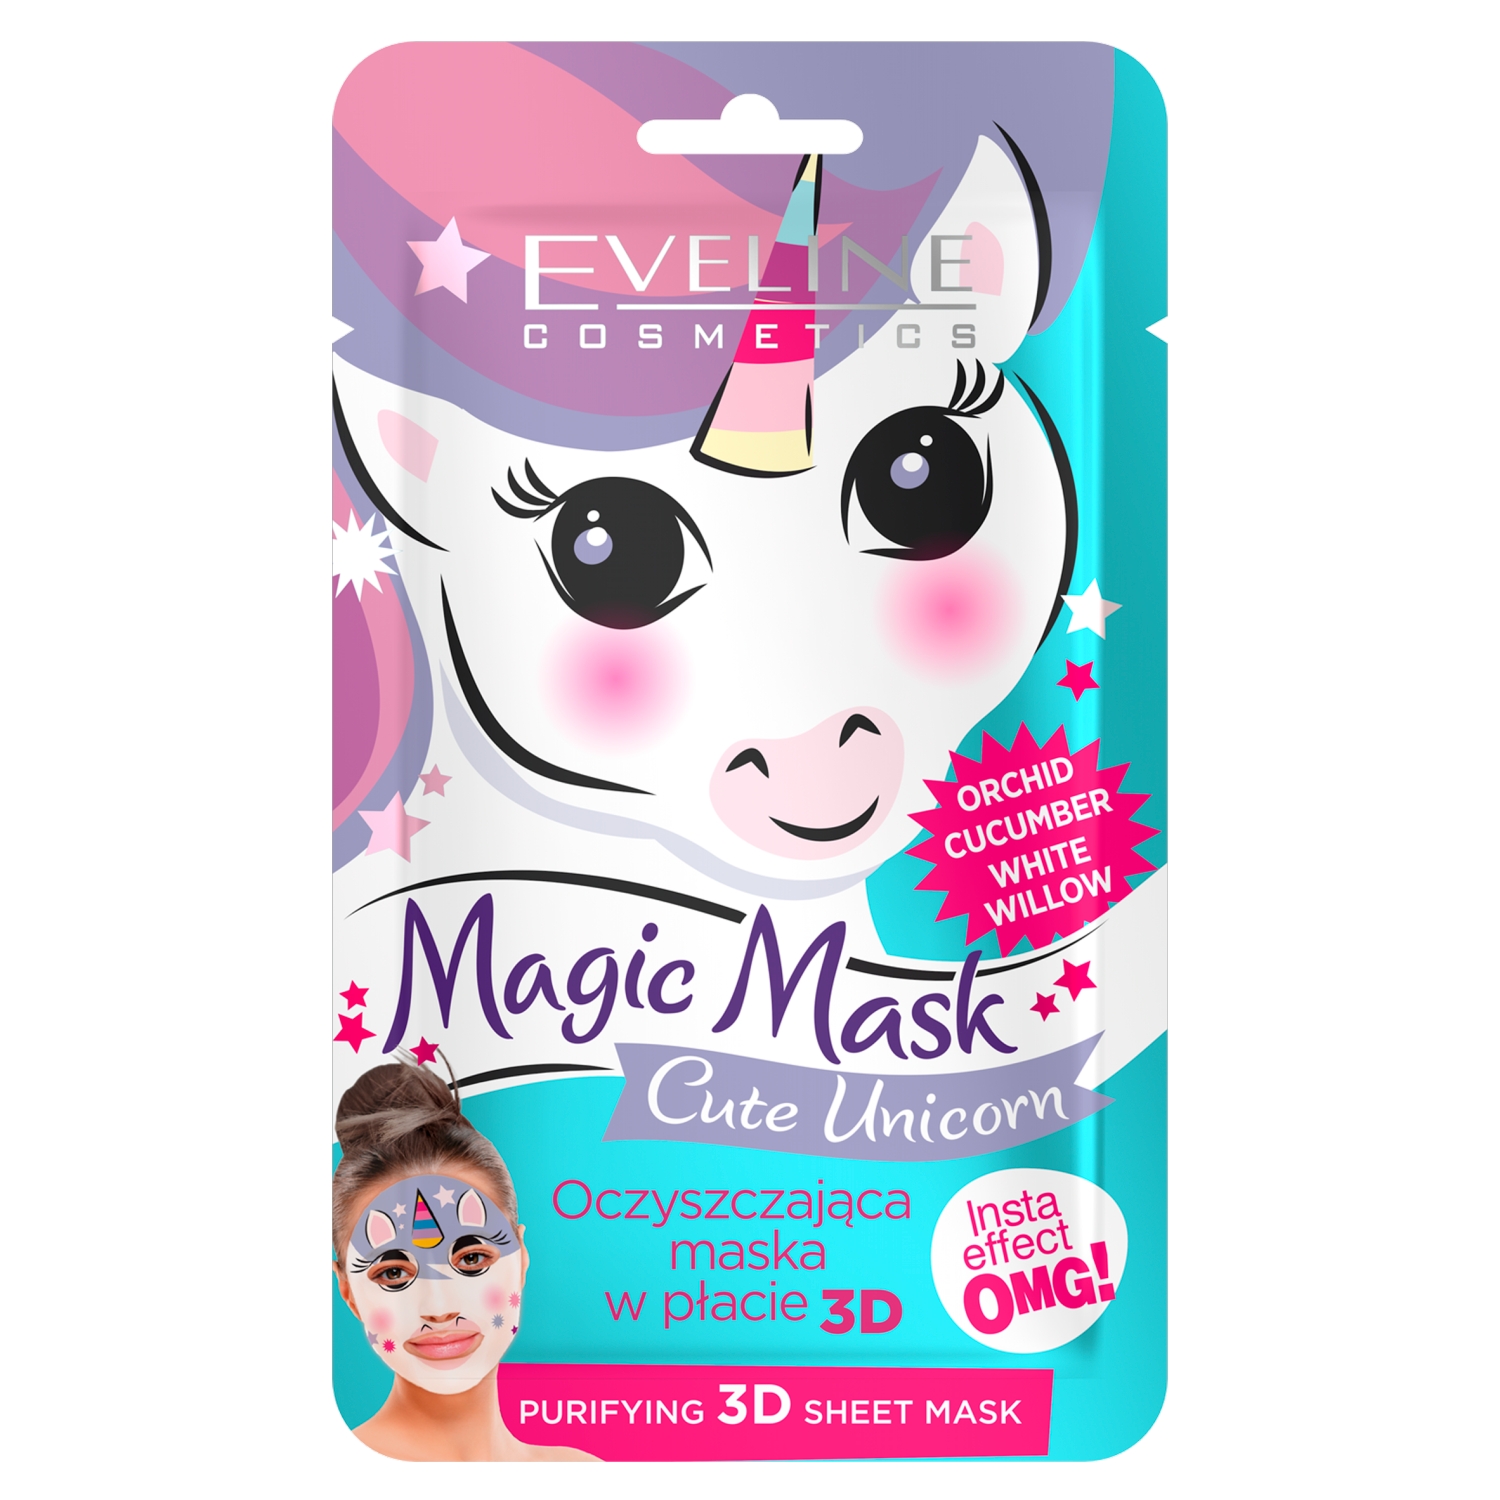 EVELINE
COSMETICS
ORCHID
CUCUMBER
WHITE
WILLOW
Magic Mask
Cute Unicorn
Oczyszczająca
maska
w płacie 3D
Insta
effect
OMG!
PURIFYING 3D SHEET MASK